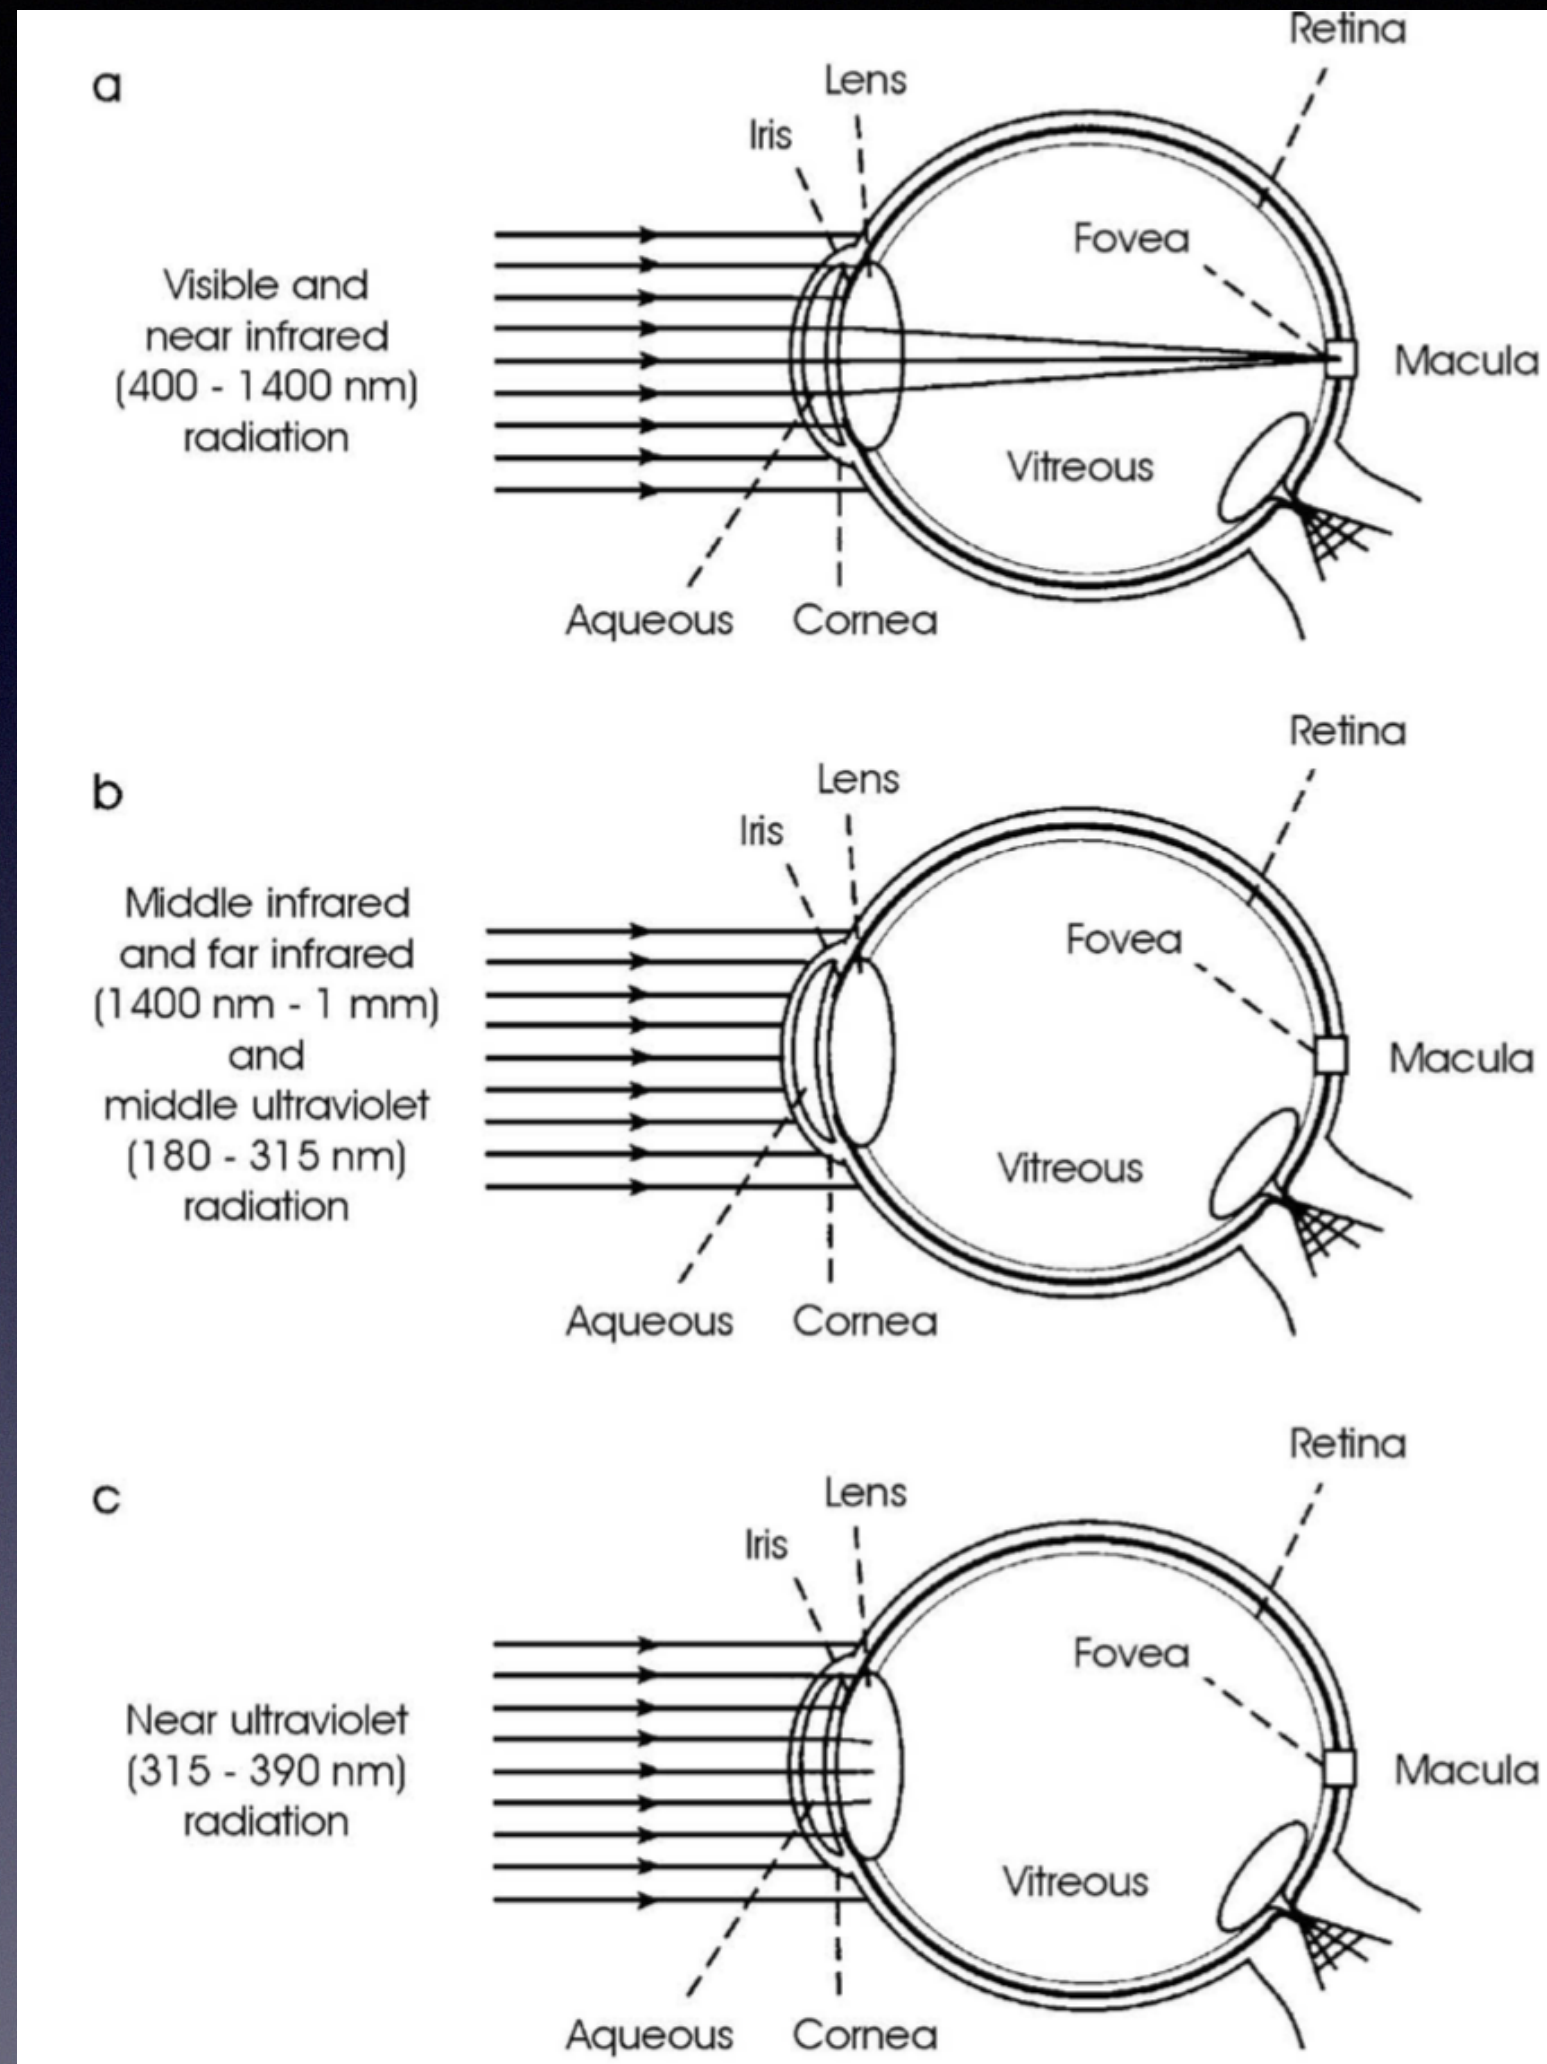 a
Retina
Lens
Iris
Fovea
Visible and
near infrared
(400 - 1400 nm)
radiation
Macula
Vitreous
Aqueous
Cornea
b
Retina
Lens
Iris
Fovea
Middle infrared
and far infrared
(1400 nm - 1 mm)
and
middle ultraviolet
(180 - 315 nm)
radiation
Macula
Vitreous
Aqueous
Cornea
c
Retina
Lens
Iris
Fovea
Near ultraviolet
(315 - 390 nm)
radiation
Macula
Vitreous
Aqueous
Cornea